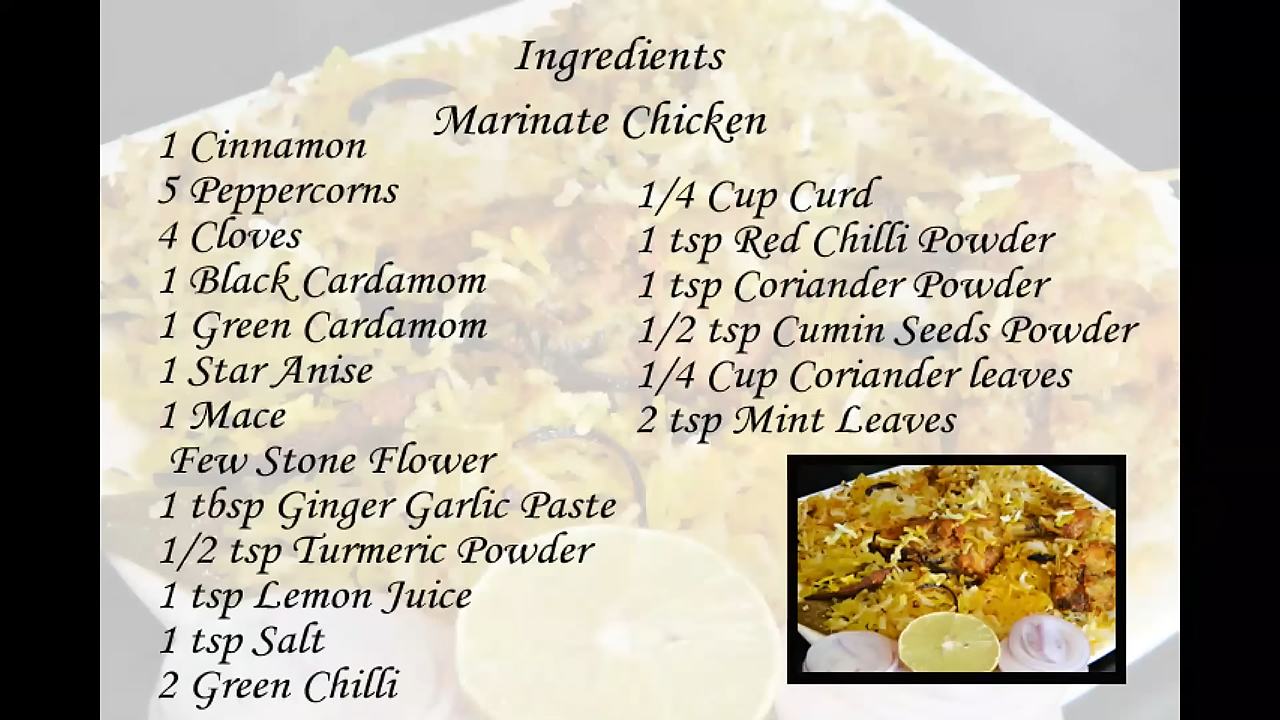 Ingredients
Marinate Chicken
1 Cinnamon
5 Peppercorns
4 Cloves
1 Black Cardamom
1 Green Cardamom
1 Star Anise
1 Mace
Few Stone Flower
1 tbsp Ginger Garlic Paste
1/2 tsp Turmeric Powder
1 tsp Lemon Juice
1 tsp Salt
2 Green Chilli
1/4 Cup Curd
1 tsp Red Chilli Powder
1 tsp Coriander Powder
1/2 tsp Cumin Seeds Powder
1/4 Cup Coriander leaves
2 tsp Mint Leaves